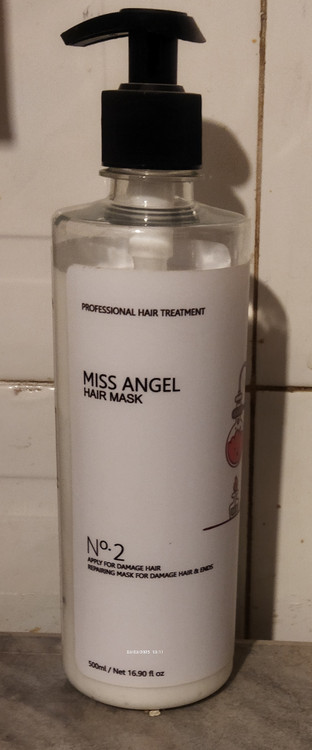 PROFESSIONAL HAIR TREATMENT
MISS ANGEL
HAIR MASK
Nº.2
APPLY FOR DAMAGE HAIR
REPAIRING MASK FOR DAMAGE HAIR & ENDS
500ml / Net 16.90 fl oz